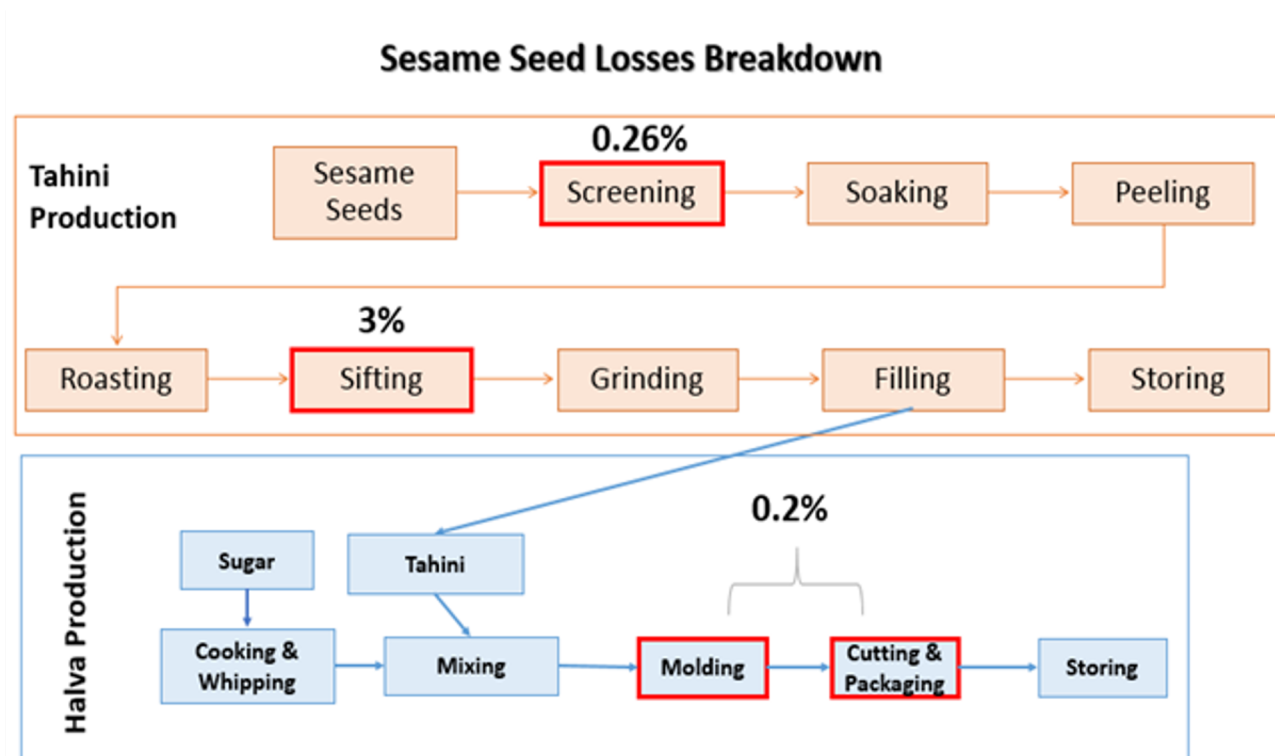 Sesame Seed Losses Breakdown
0.26%
Tahini
Production
Sesame
Seeds
Screening
Soaking
Peeling
3%
Roasting
Sifting
Grinding
Filling
Storing
Halva Production
0.2%
Sugar
Tahini
Cooking &
Whipping
Mixing
Molding
Cutting &
Packaging
Storing